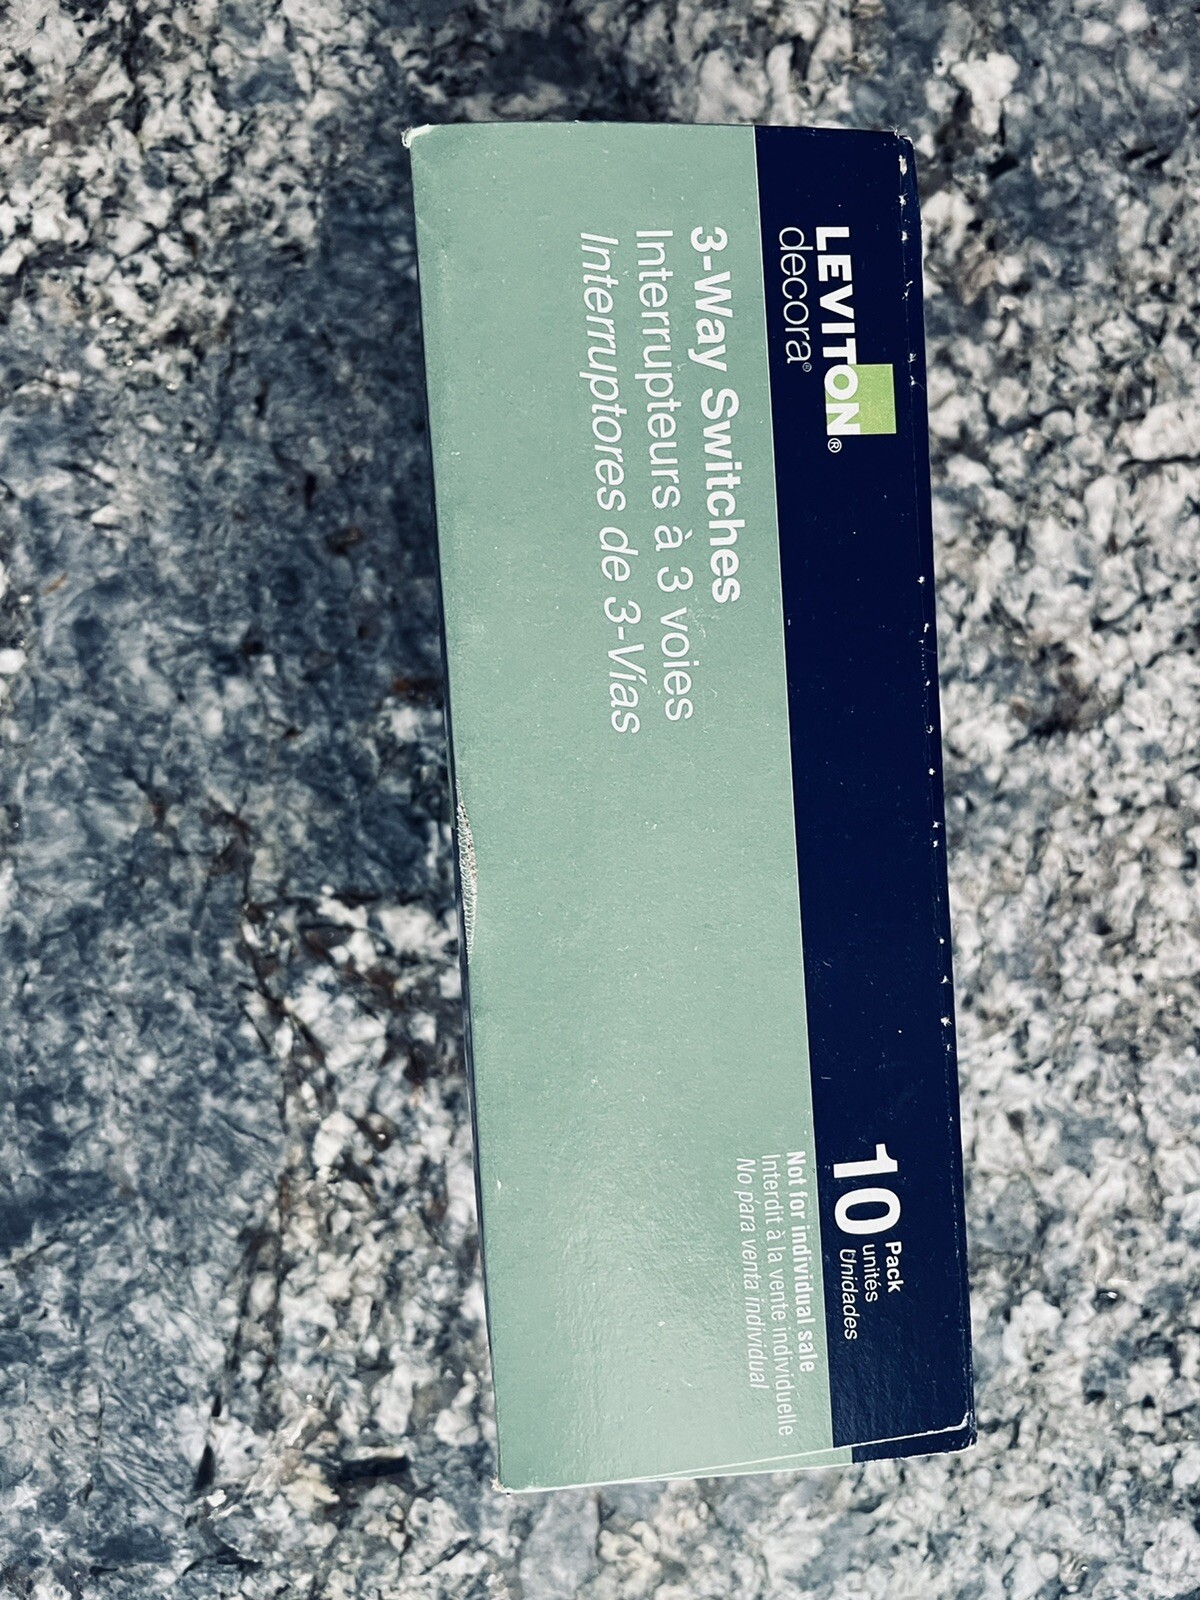 LEVITON®
decora®
3-Way Switches
Interrupteurs à 3 voies
Interruptores de 3-Vías
10 Pack
unités
Unidades
Not for individual sale
Interdit à la vente individuelle
No para venta individual